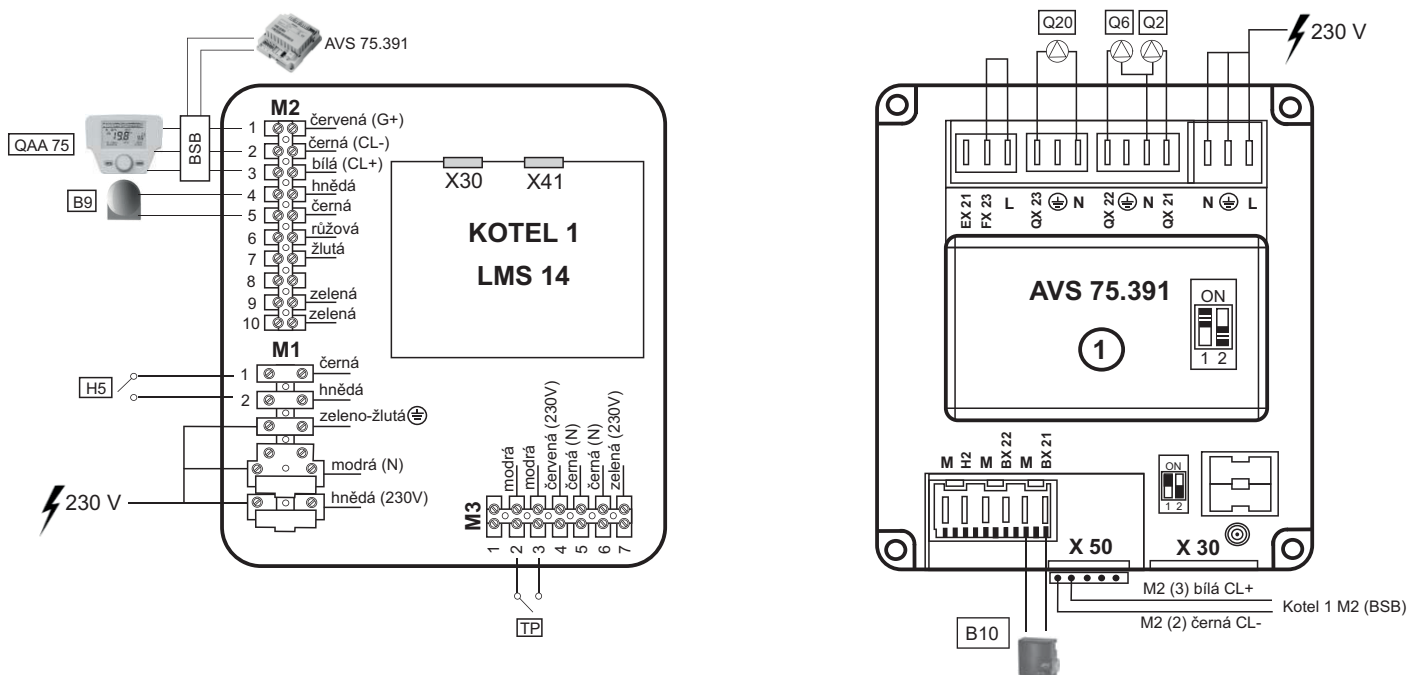 AVS 75.391
M2
QAA 75
BSB
1 červená (G+)
2 černá (CL-)
3 bílá (CL+)
B9
4 hnědá
5 černá
6 růžová
7 žlutá
8
9 zelená
10 zelená
X30 X41
KOTEL 1
LMS 14
M1
H5
1 černá
2 hnědá
zeleno-žlutá
modrá (N)
230 V
hnědá (230V)
M3
modrá
modrá
červená (230V)
černá (N)
černá (N)
zelená (230V)
1 2 3 4 5 6 7
TP
Q20 Q6 Q2
230 V
EX 21 FX 23 L QX 23 N QX 22 N QX 21 N L
AVS 75.391
1
ON
1 2
M H2 M BX 22 M BX 21
ON
1 2
X 50 X 30
M2 (3) bílá CL+
Kotel 1 M2 (BSB)
M2 (2) černá CL-
B10